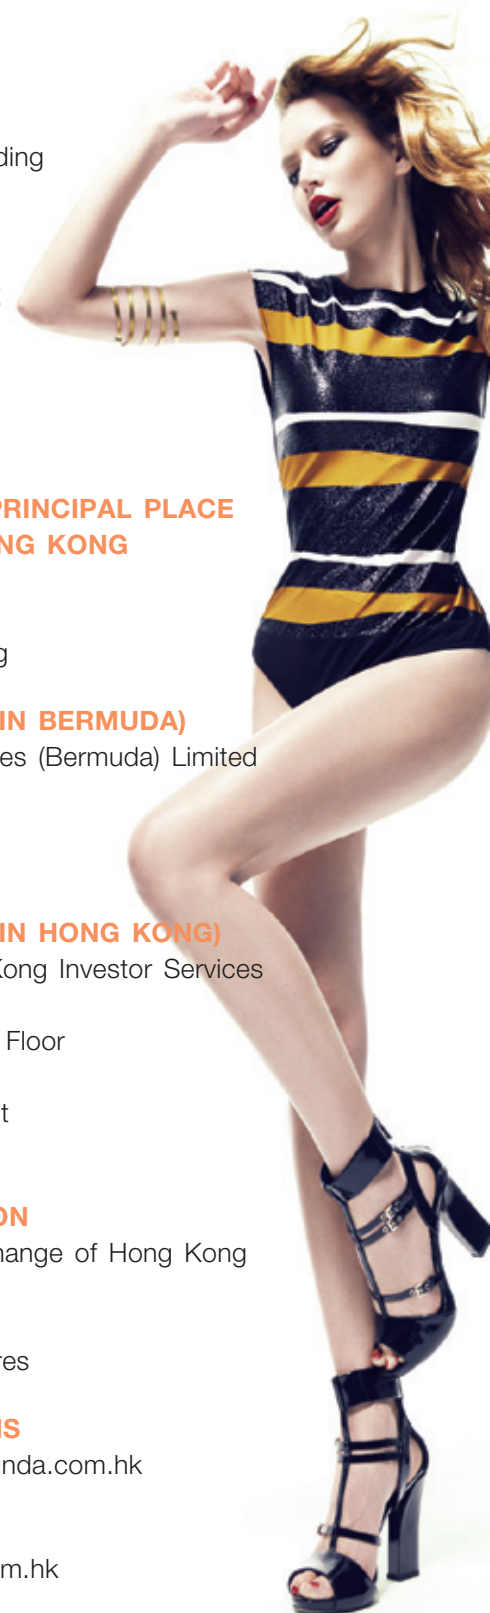 ding
PRINCIPAL PLACE
NG KONG
g
IN BERMUDA)
es (Bermuda) Limited
IN HONG KONG)
Kong Investor Services
Floor
t
ON
hange of Hong Kong
res
NS
nda.com.hk
m.hk